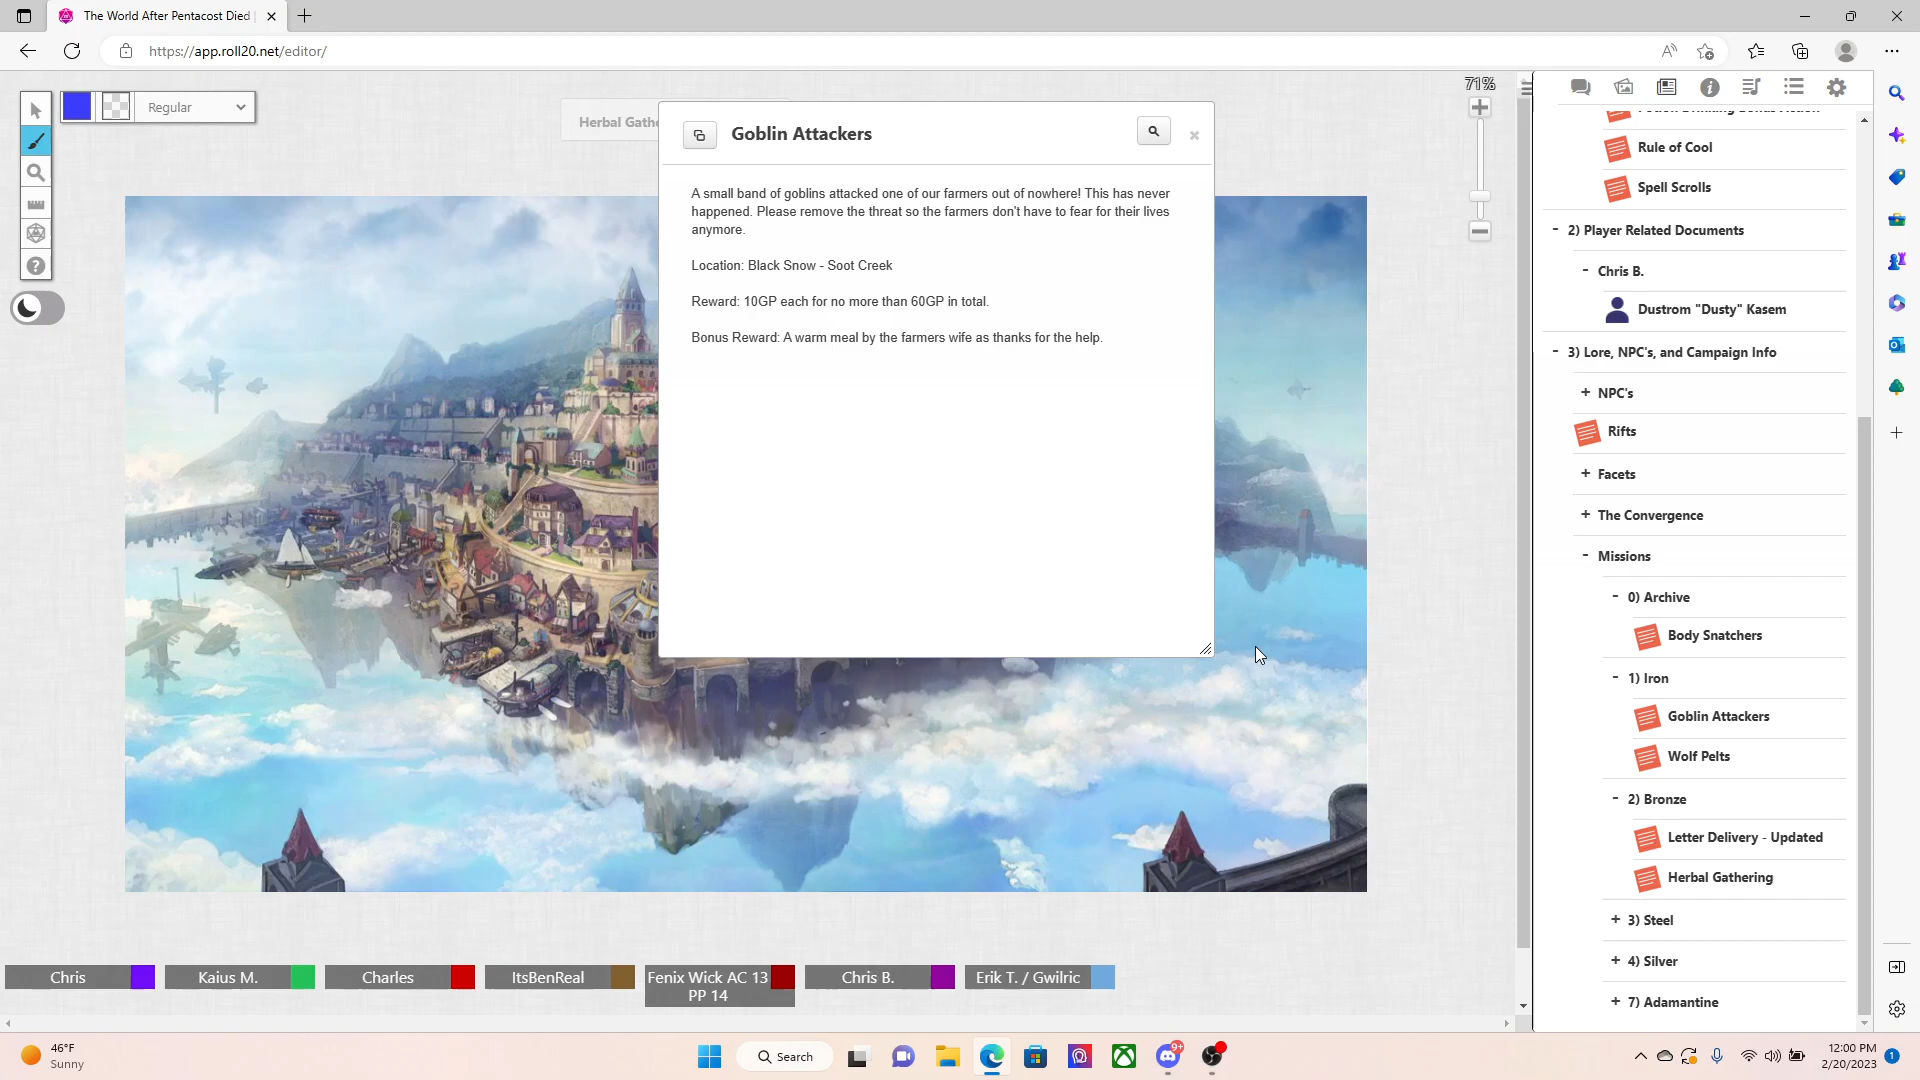 The World After Pentacost Died
https://app.roll20.net/editor/
Regular
Herbal Gathe
71%
Goblin Attackers
A small band of goblins attacked one of our farmers out of nowhere! This has never
happened. Please remove the threat so the farmers don't have to fear for their lives
anymore.
Location: Black Snow - Soot Creek
Reward: 10GP each for no more than 60GP in total.
Bonus Reward: A warm meal by the farmers wife as thanks for the help.
Rule of Cool
Spell Scrolls
- 2) Player Related Documents
- Chris B.
Dustrom "Dusty" Kasem
- 3) Lore, NPC's, and Campaign Info
+ NPC's
Rifts
+ Facets
+ The Convergence
- Missions
- 0) Archive
Body Snatchers
- 1) Iron
Goblin Attackers
Wolf Pelts
- 2) Bronze
Letter Delivery - Updated
Herbal Gathering
+ 3) Steel
+ 4) Silver
+ 7) Adamantine
Chris
Kaius M.
Charles
ItsBenReal
Fenix Wick AC 13
PP 14
Chris B.
Erik T. / Gwilric
46°F
Sunny
Search
9+
12:00 PM
2/20/2023
1